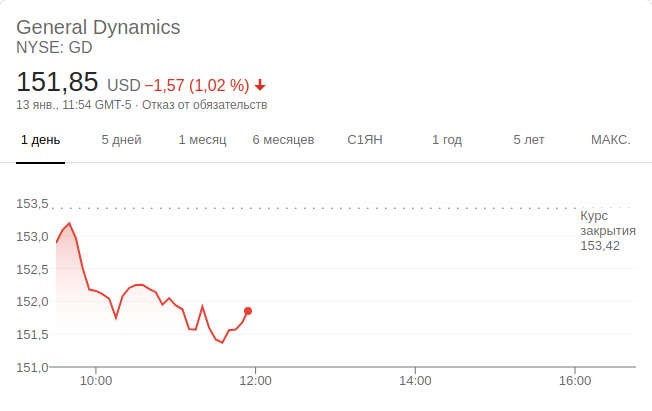 General Dynamics
NYSE: GD
151,85 USD −1,57 (1,02 %)
13 янв., 11:54 GMT-5 · Отказ от обязательств
1 день 5 дней 1 месяц 6 месяцев С1ЯН 1 год 5 лет МАКС.
153,5
Курс
закрытия
153,42
153,0
152,5
152,0
151,5
151,0
10:00 12:00 14:00 16:00